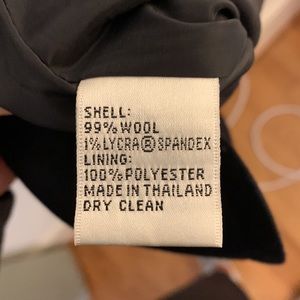 SHELL:
99% WOOL
1% LYCRA® SPANDEX
LINING:
100% POLYESTER
MADE IN THAILAND
DRY CLEAN